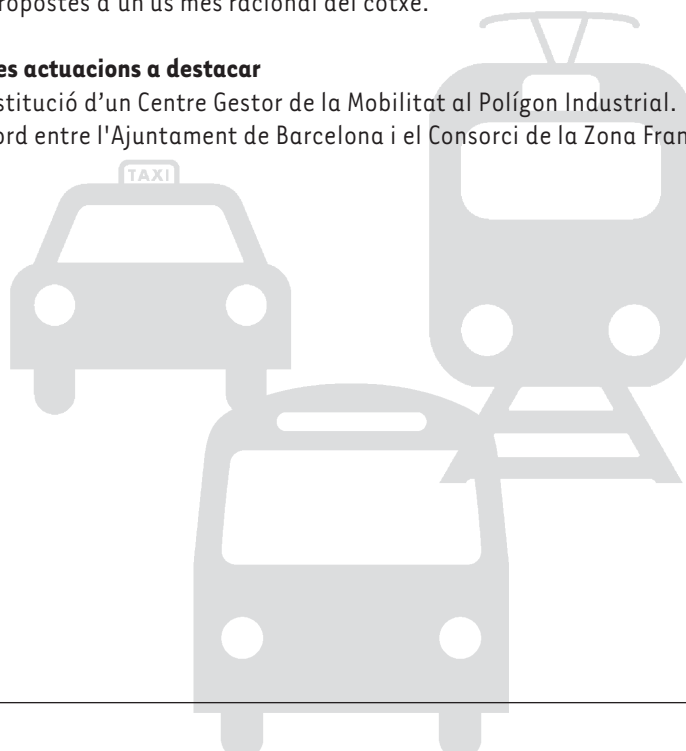 ropostes a un ús més racional del cotxe.
es actuacions a destacar
stitució d’un Centre Gestor de la Mobilitat al Polígon Industrial.
ord entre l'Ajuntament de Barcelona i el Consorci de la Zona Fran
TAXI